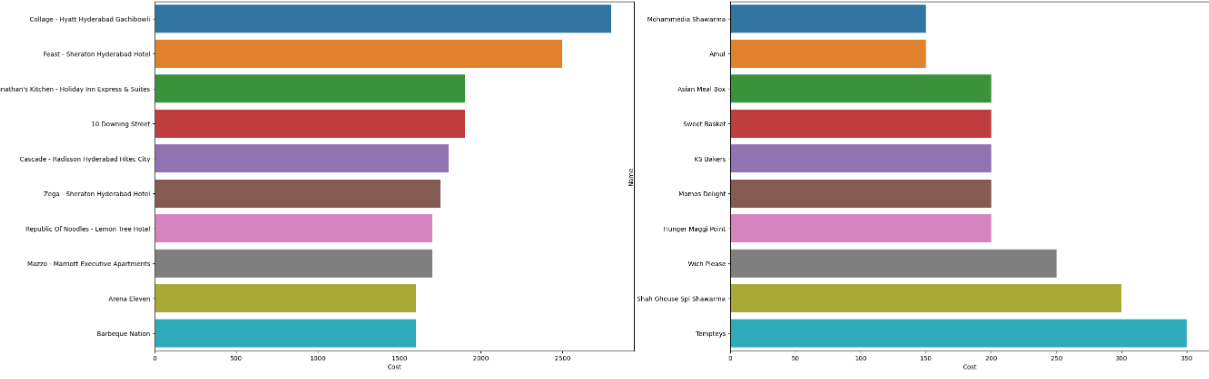 Collage - Hyatt Hyderabad Gachibowli
Feast - Sheraton Hyderabad Hotel
nathan's Kitchen - Holiday Inn Express & Suites
10 Downing Street
Cascade - Radisson Hyderabad Hitec City
Zega - Sheraton Hyderabad Hotel
Republic Of Noodles - Lemon Tree Hotel
Mazzo - Marriott Executive Apartments
Arena Eleven
Barbeque Nation
0 500 1000 1500 2000 2500
Cost
Name
Mohammedia Shawarma
Amul
Asian Meal Box
Sweet Basket
KS Bakers
Mamas Delight
Hunger Maggi Point
Wich Please
Shah Ghouse Spl Shawarma
Tempteys
0 50 100 150 200 250 300 350
Cost